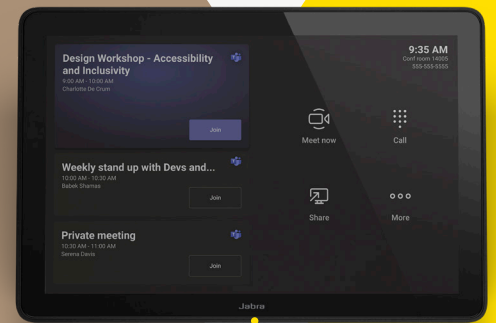 Design Workshop - Accessibility
and Inclusivity
9:00 AM - 10:00 AM
Charlotte De Crum
Join
Weekly stand up with Devs and...
10:00 AM - 10:30 AM
Babek Shamas
Join
Private meeting
10:30 AM - 11:00 AM
Serena Davis
Join
9:35 AM
Conf room 14005
555-555-5555
Meet now
Call
Share
More
Jabra